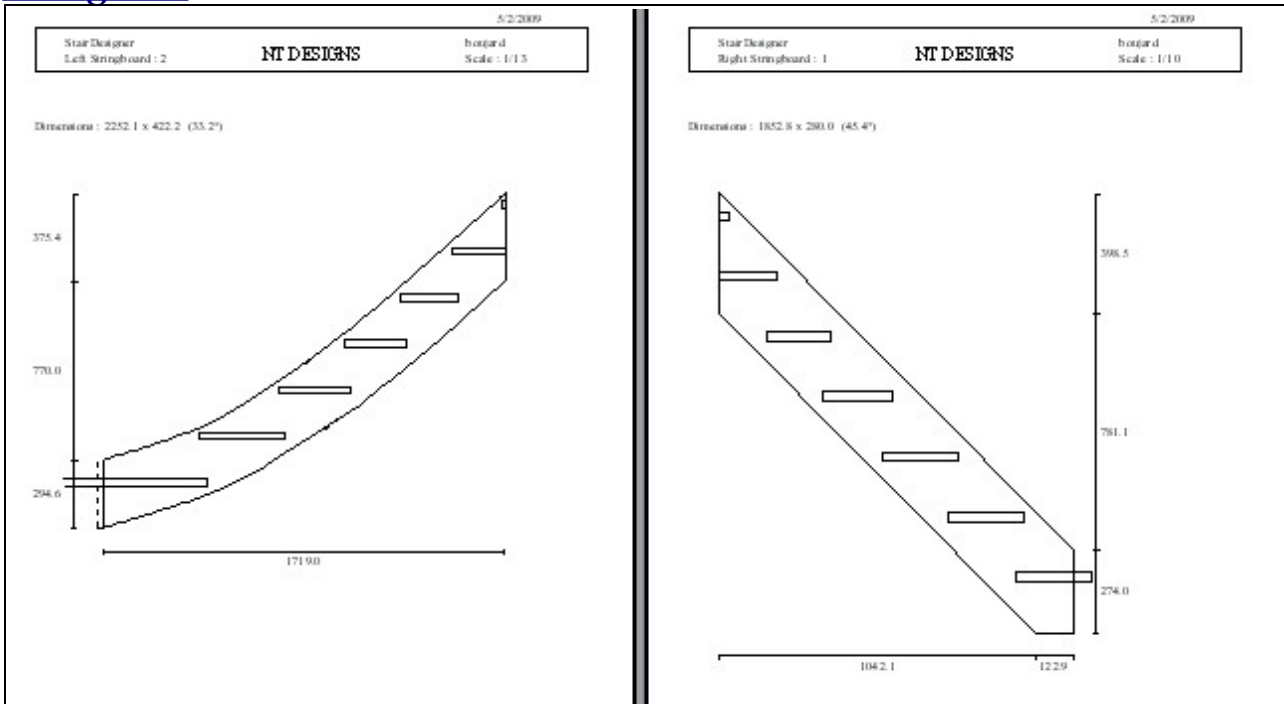 5/2/2009
Stair Designer
Left Stringboard : 2
NT DESIGNS
boujard
Scale : 1/13
Dimensions : 2252.1 x 422.2 (33.2°)
375.4
770.0
294.6
1719.0
5/2/2009
Stair Designer
Right Stringboard : 1
NT DESIGNS
boujard
Scale : 1/10
Dimensions : 1852.8 x 280.0 (45.4°)
398.5
781.1
274.0
1042.1
122.9